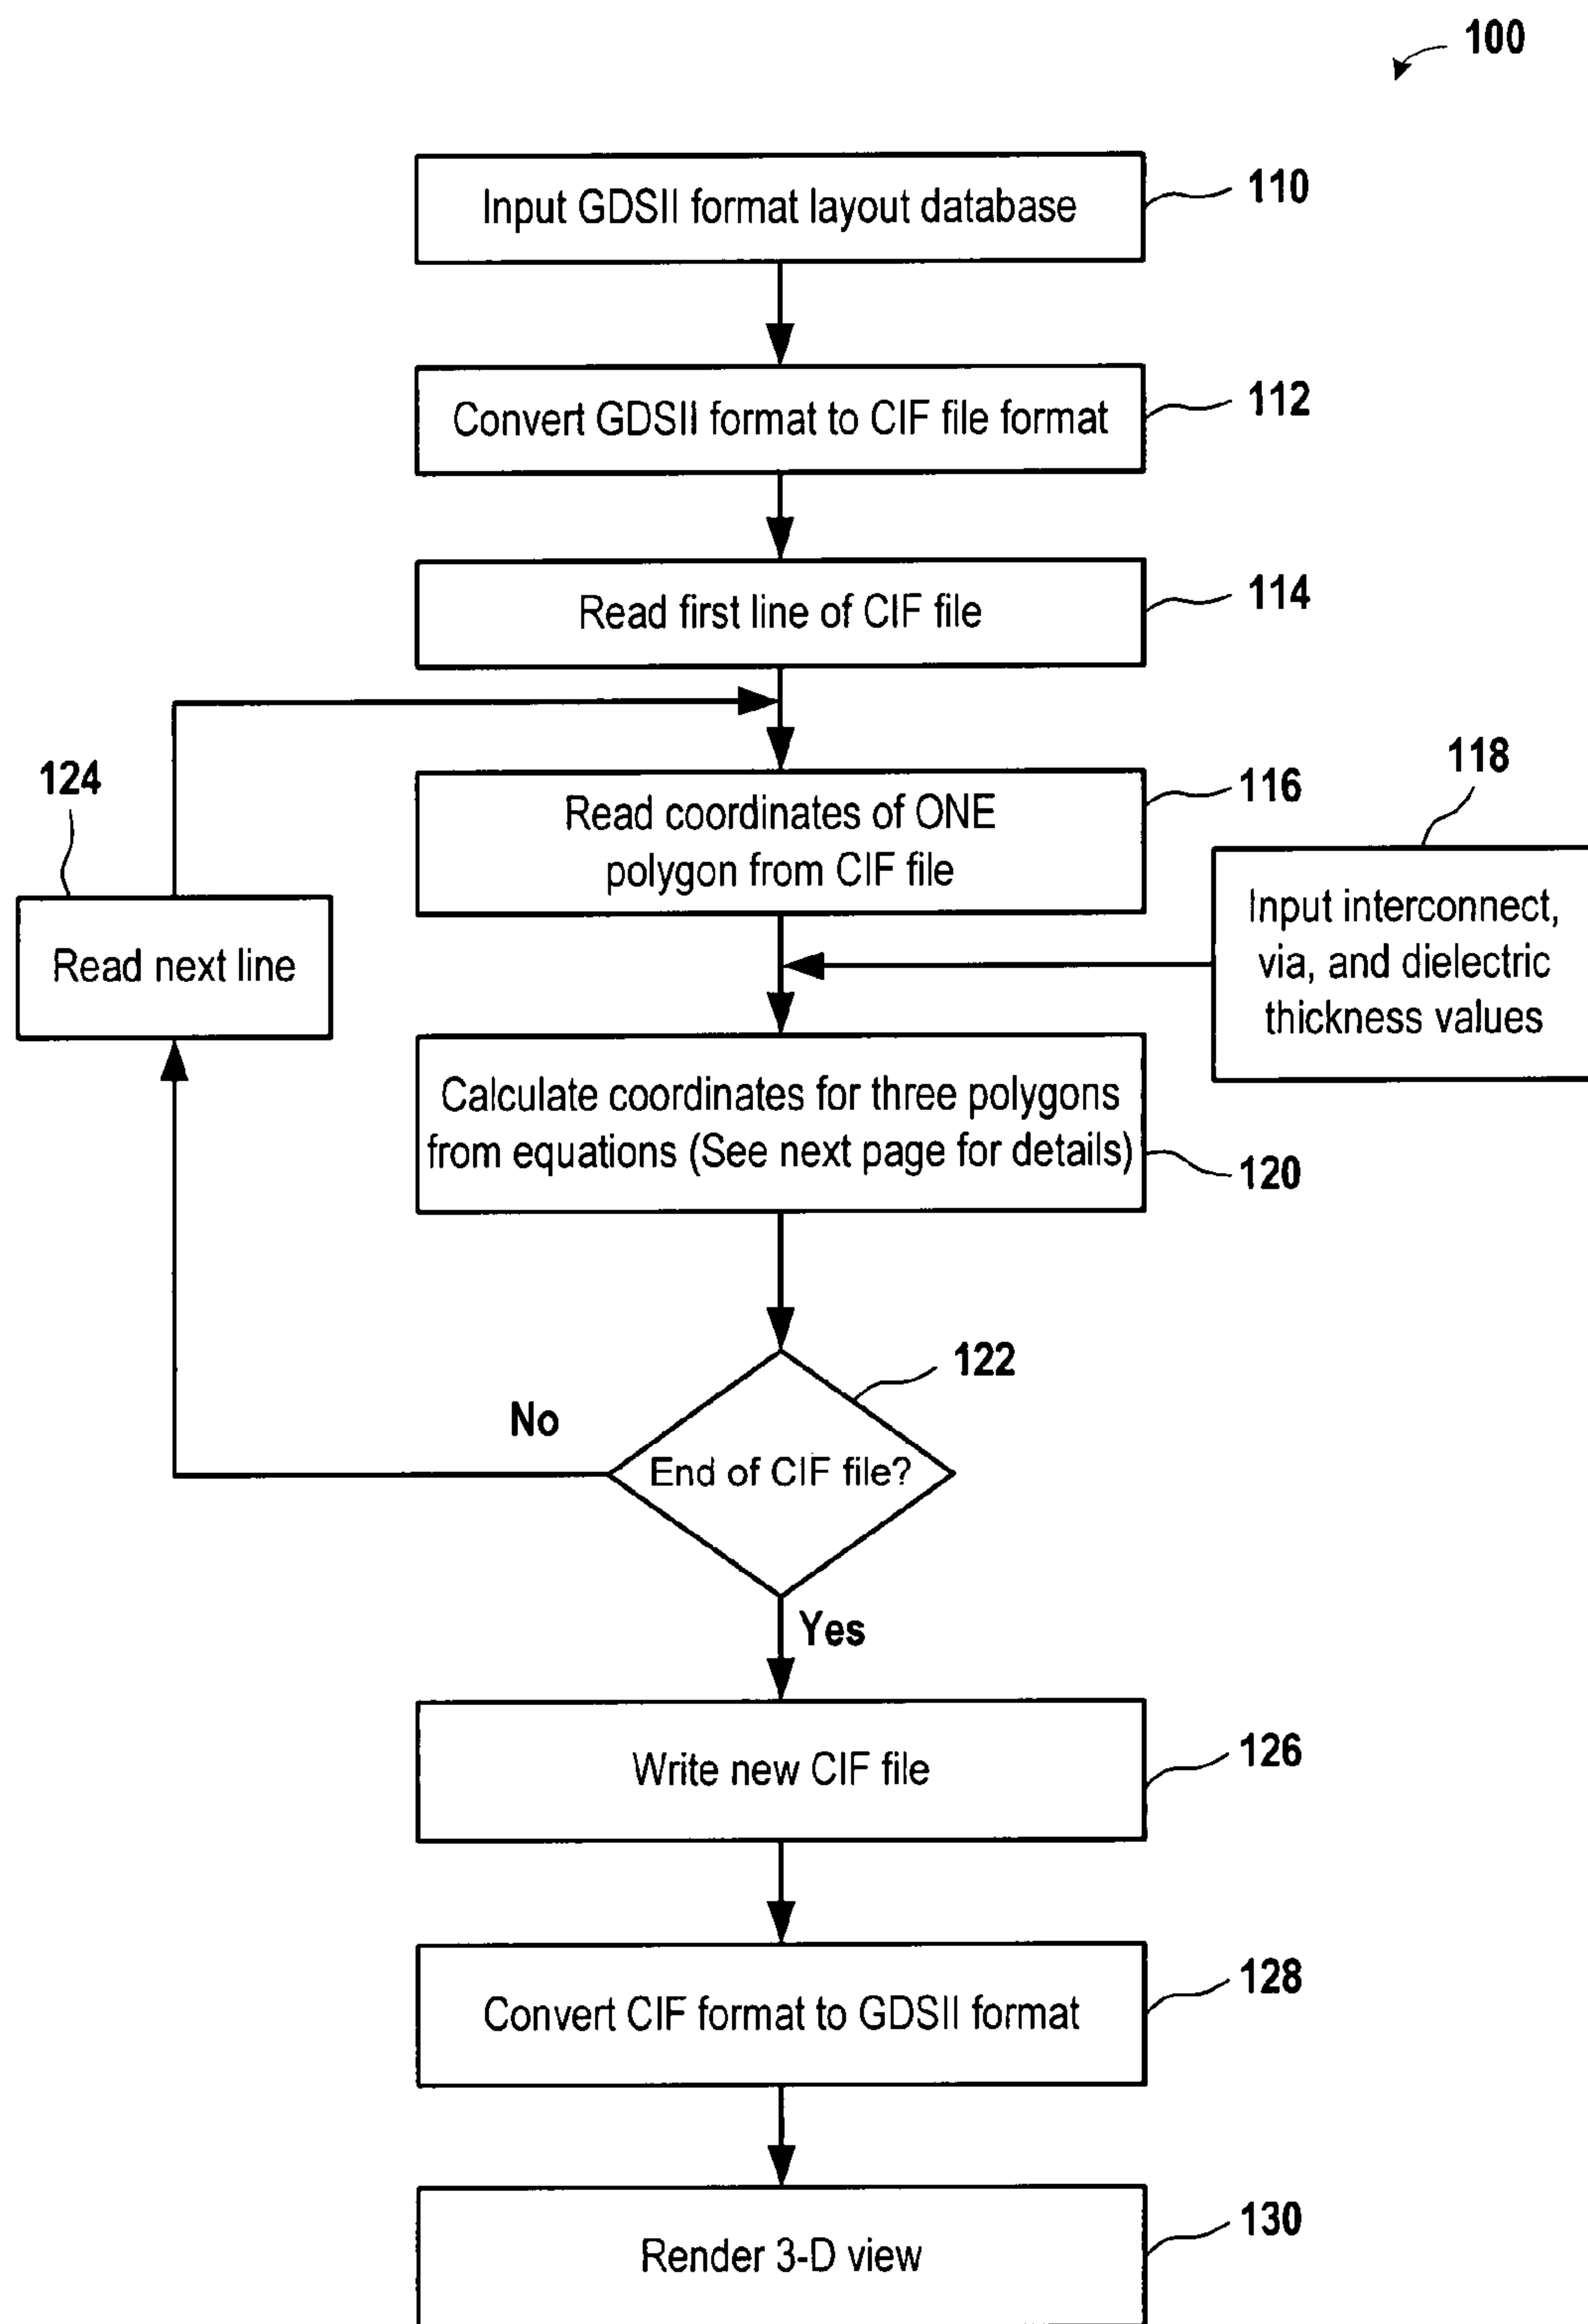 100
Input GDSII format layout database
110
Convert GDSII format to CIF file format
112
Read first line of CIF file
114
124
Read coordinates of ONE
polygon from CIF file
116
118
Read next line
Input interconnect,
via, and dielectric
thickness values
Calculate coordinates for three polygons
from equations (See next page for details)
120
122
No
End of CIF file?
Yes
Write new CIF file
126
Convert CIF format to GDSII format
128
Render 3-D view
130